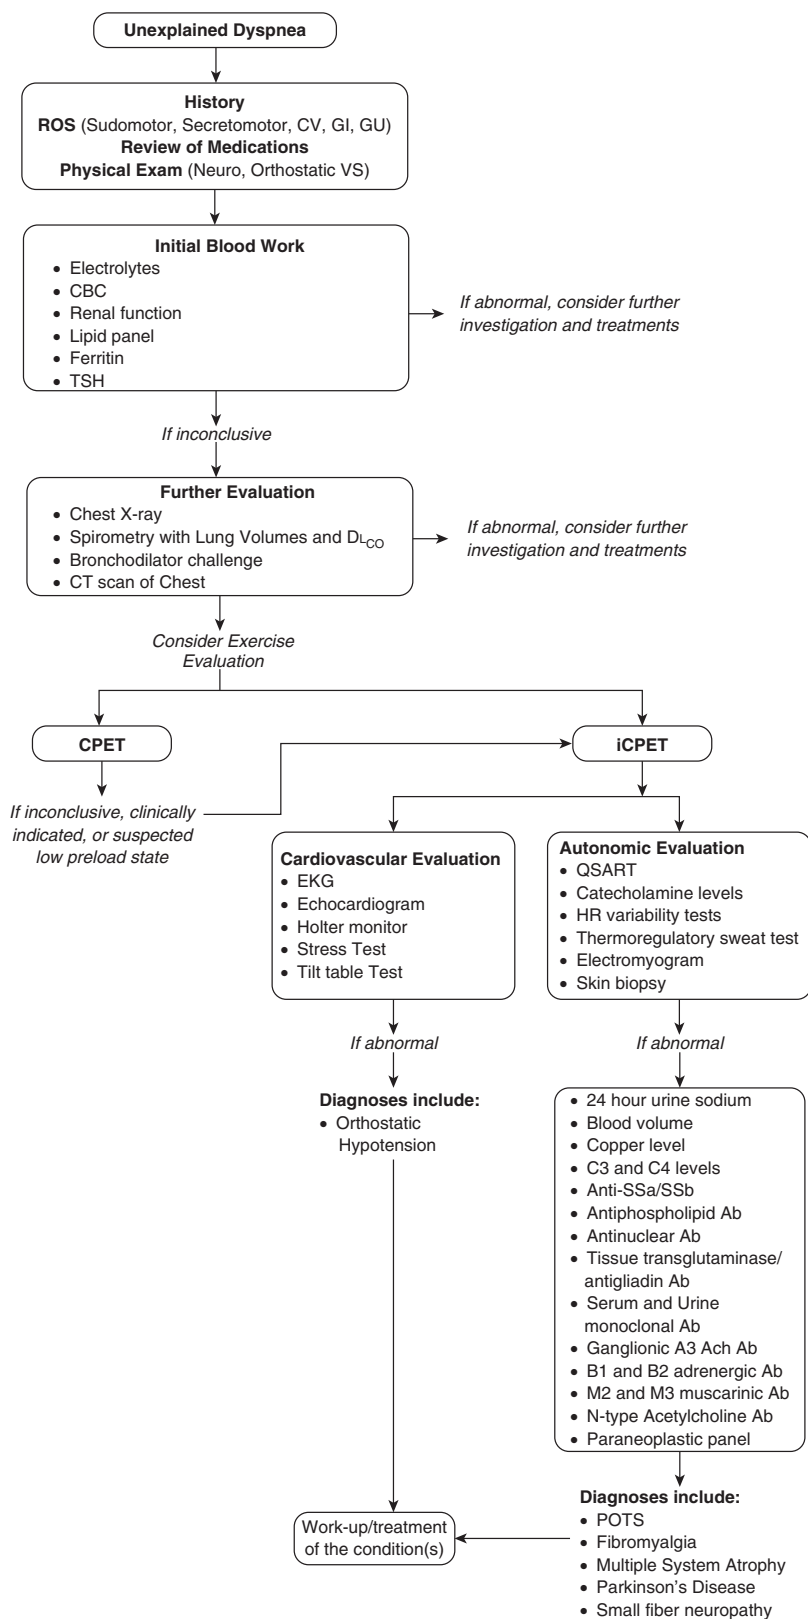 Unexplained Dyspnea
History
ROS (Sudomotor, Secretomotor, CV, GI, GU)
Review of Medications
Physical Exam (Neuro, Orthostatic VS)
Initial Blood Work
• Electrolytes
• CBC
• Renal function
• Lipid panel
• Ferritin
• TSH
If abnormal, consider further
investigation and treatments
If inconclusive
Further Evaluation
• Chest X-ray
• Spirometry with Lung Volumes and DLCO
• Bronchodilator challenge
• CT scan of Chest
If abnormal, consider further
investigation and treatments
Consider Exercise
Evaluation
CPET
iCPET
If inconclusive, clinically
indicated, or suspected
low preload state
Cardiovascular Evaluation
• EKG
• Echocardiogram
• Holter monitor
• Stress Test
• Tilt table Test
Autonomic Evaluation
• QSART
• Catecholamine levels
• HR variability tests
• Thermoregulatory sweat test
• Electromyogram
• Skin biopsy
If abnormal
If abnormal
Diagnoses include:
• Orthostatic
Hypotension
• 24 hour urine sodium
• Blood volume
• Copper level
• C3 and C4 levels
• Anti-SSa/SSb
• Antiphospholipid Ab
• Antinuclear Ab
• Tissue transglutaminase/
antigliadin Ab
• Serum and Urine
monoclonal Ab
• Ganglionic A3 Ach Ab
• B1 and B2 adrenergic Ab
• M2 and M3 muscarinic Ab
• N-type Acetylcholine Ab
• Paraneoplastic panel
Diagnoses include:
• POTS
• Fibromyalgia
• Multiple System Atrophy
• Parkinson's Disease
• Small fiber neuropathy
Work-up/treatment
of the condition(s)